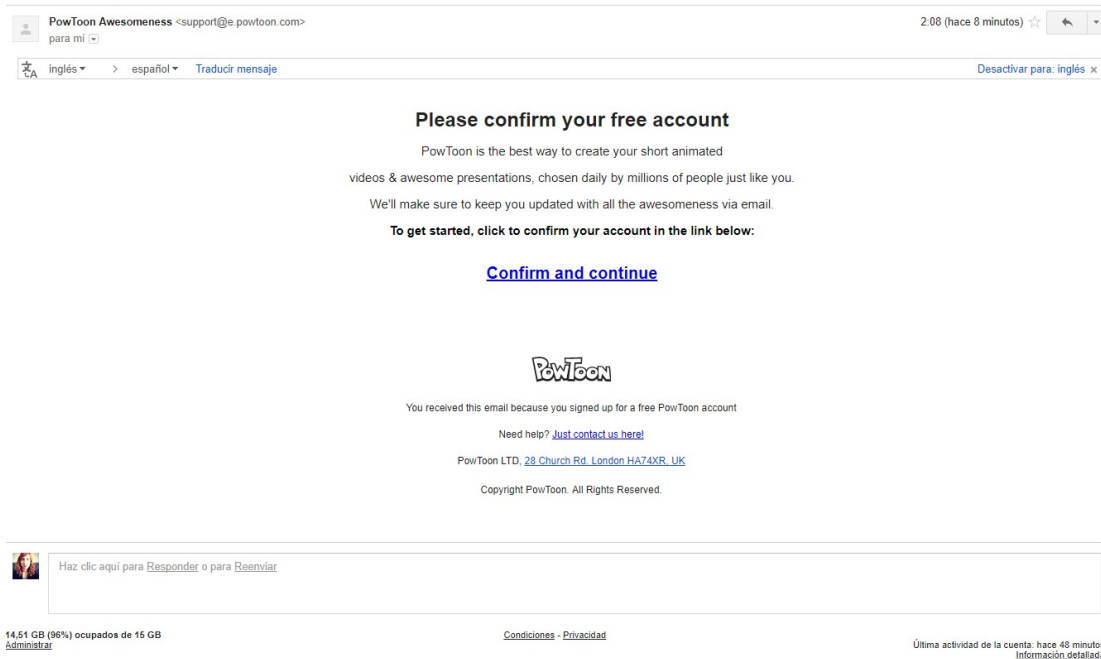 PowToon Awesomeness <support@e.powtoon.com>
2:08 (hace 8 minutos)
para mí
inglés > español Traducir mensaje
Desactivar para: inglés x
Please confirm your free account
PowToon is the best way to create your short animated
videos & awesome presentations, chosen daily by millions of people just like you.
We'll make sure to keep you updated with all the awesomeness via email.
To get started, click to confirm your account in the link below:
Confirm and continue
POWTOON
You received this email because you signed up for a free PowToon account
Need help? Just contact us here!
PowToon LTD, 28 Church Rd. London HA74XR, UK
Copyright PowToon. All Rights Reserved.
Haz clic aquí para Responder o para Reenviar
14,51 GB (96%) ocupados de 15 GB
Administrar
Condiciones - Privacidad
Última actividad de la cuenta: hace 48 minuto
Información detallad